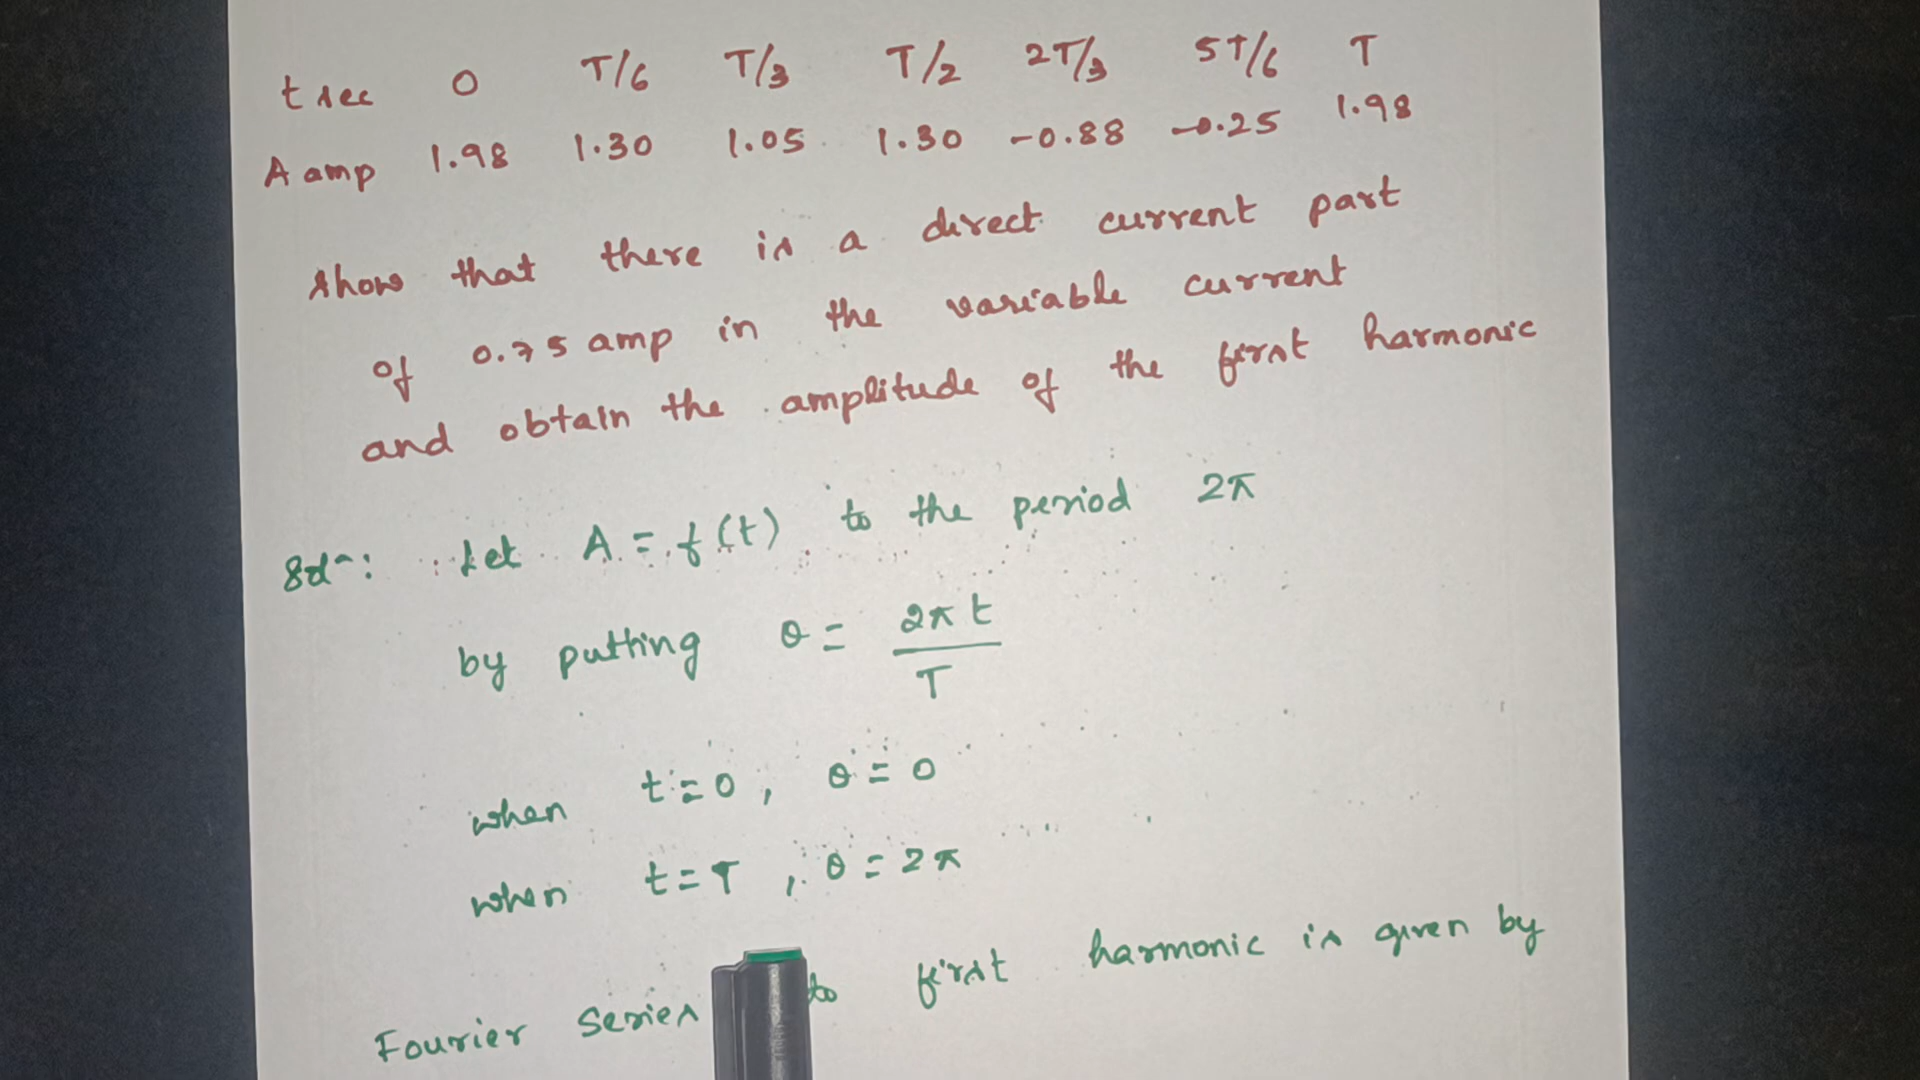 t sec 0 T/6 T/3 T/2 2T/3 5T/6 T
A amp 1.98 1.30 1.05 1.30 -0.88 -0.25 1.98
show that there is a direct current part
of 0.75 amp in the variable current
and obtain the amplitude of the first harmonic
Soln: Let A = f(t) to the period 2π
by putting θ = 2πt/T
when t=0, θ = 0
when t=T, θ = 2π
Fourier series to first harmonic is given by